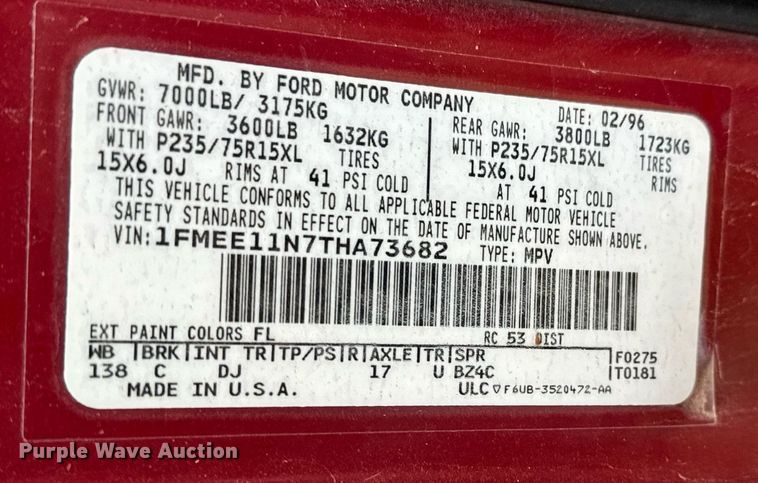 MFD. BY FORD MOTOR COMPANY
DATE: 02/96
GVWR: 7000LB/ 3175KG
FRONT GAWR: 3600LB 1632KG
WITH P235/75R15XL TIRES
15X6.0J RIMS AT 41 PSI COLD
REAR GAWR: 3800LB 1723KG
WITH P235/75R15XL TIRES
15X6.0J RIMS
AT 41 PSI COLD
THIS VEHICLE CONFORMS TO ALL APPLICABLE FEDERAL MOTOR VEHICLE
SAFETY STANDARDS IN EFFECT ON THE DATE OF MANUFACTURE SHOWN ABOVE.
VIN: 1FMEE11N7THA73682 TYPE: MPV
EXT PAINT COLORS FL RC 53 DIST
WB BRK INT TR TP/PS R AXLE TR SPR F0275
138 C DJ 17 U BZ4C T0181
MADE IN U.S.A. ULC F6UB-3520472-AA
Purple Wave Auction